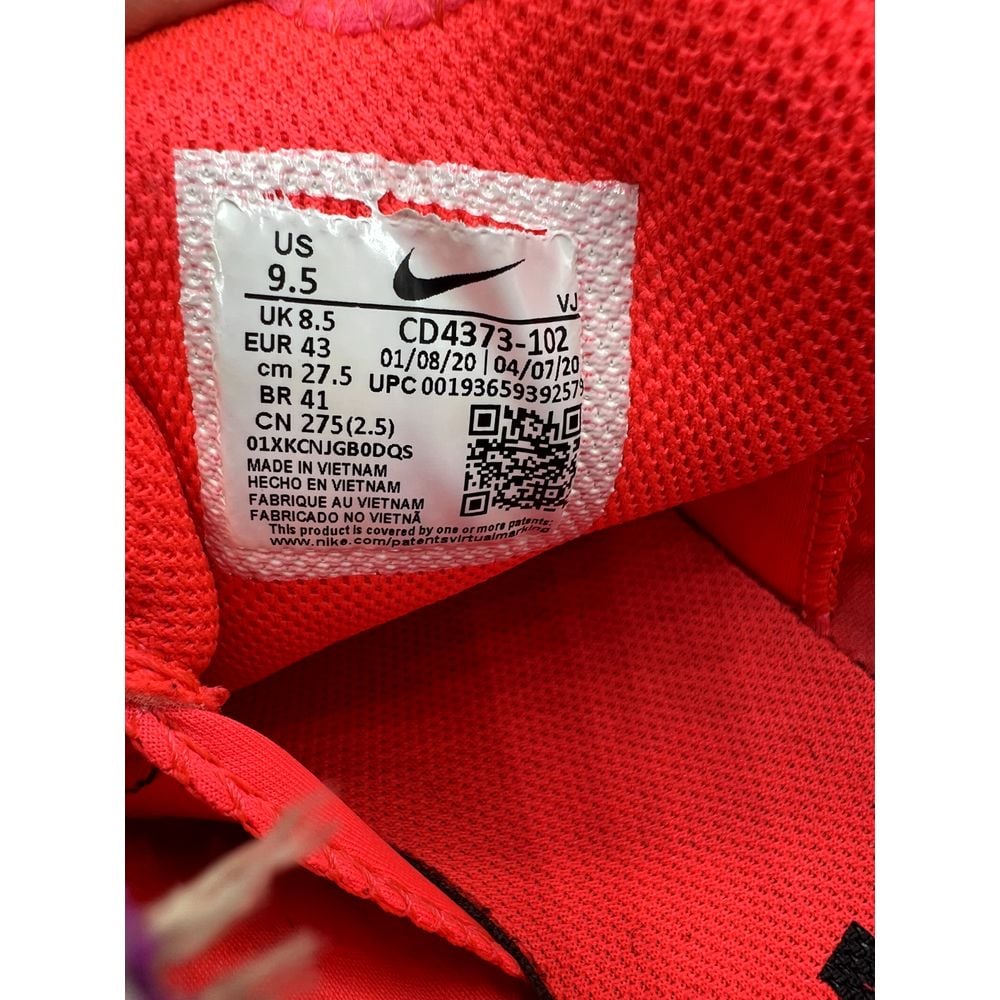 US
9.5
VJ
UK 8.5
CD4373-102
EUR 43
01/08/20 | 04/07/20
cm 27.5
UPC 00193659392579
BR 41
CN 275(2.5)
01XKCNJGB0DQS
MADE IN VIETNAM
HECHO EN VIETNAM
FABRIQUE AU VIETNAM
FABRICADO NO VIETNÃ
This product is covered by one or more patents:
www.nike.com/patentsvirtualmarking